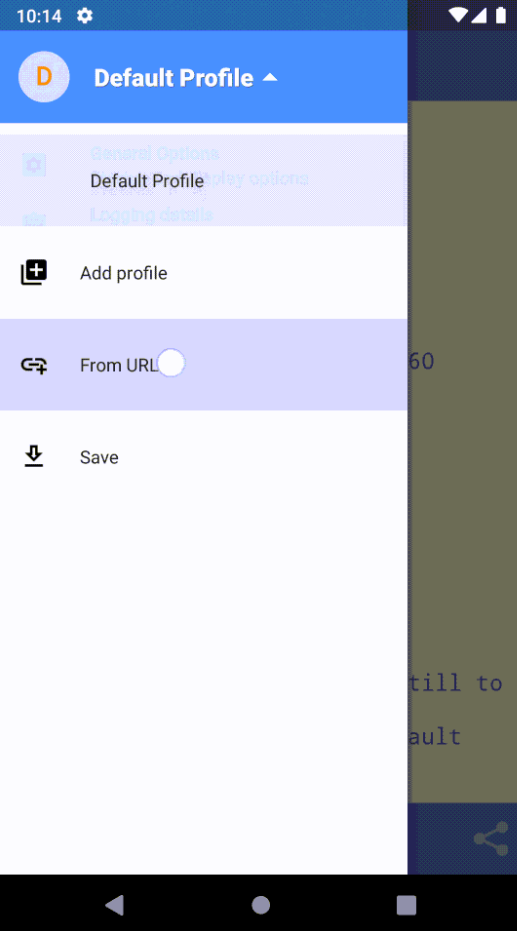 10:14
D
Default Profile
General Options
Display options
Default Profile
Logging details
Add profile
From URL
60
Save
till to
ault